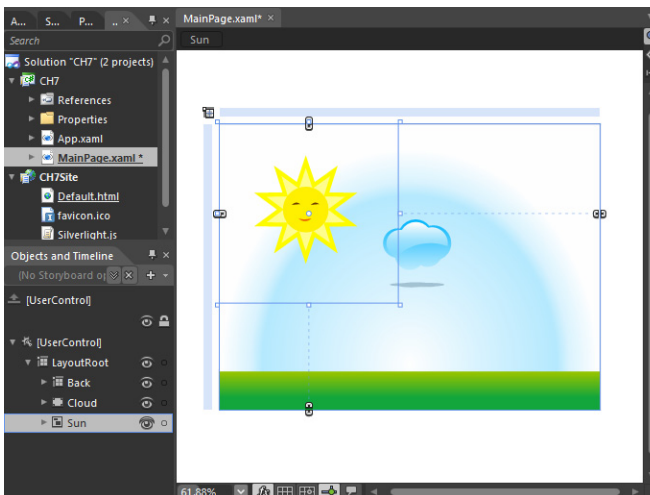 A... S... P... .. ×
MainPage.xaml* ×
Search
Sun
Solution "CH7" (2 projects)
CH7
References
Properties
App.xaml
MainPage.xaml *
CH7Site
Default.html
favicon.ico
Silverlight.js
Objects and Timeline
(No Storyboard o
[UserControl]
[UserControl]
LayoutRoot
Back
Cloud
Sun
61.88%